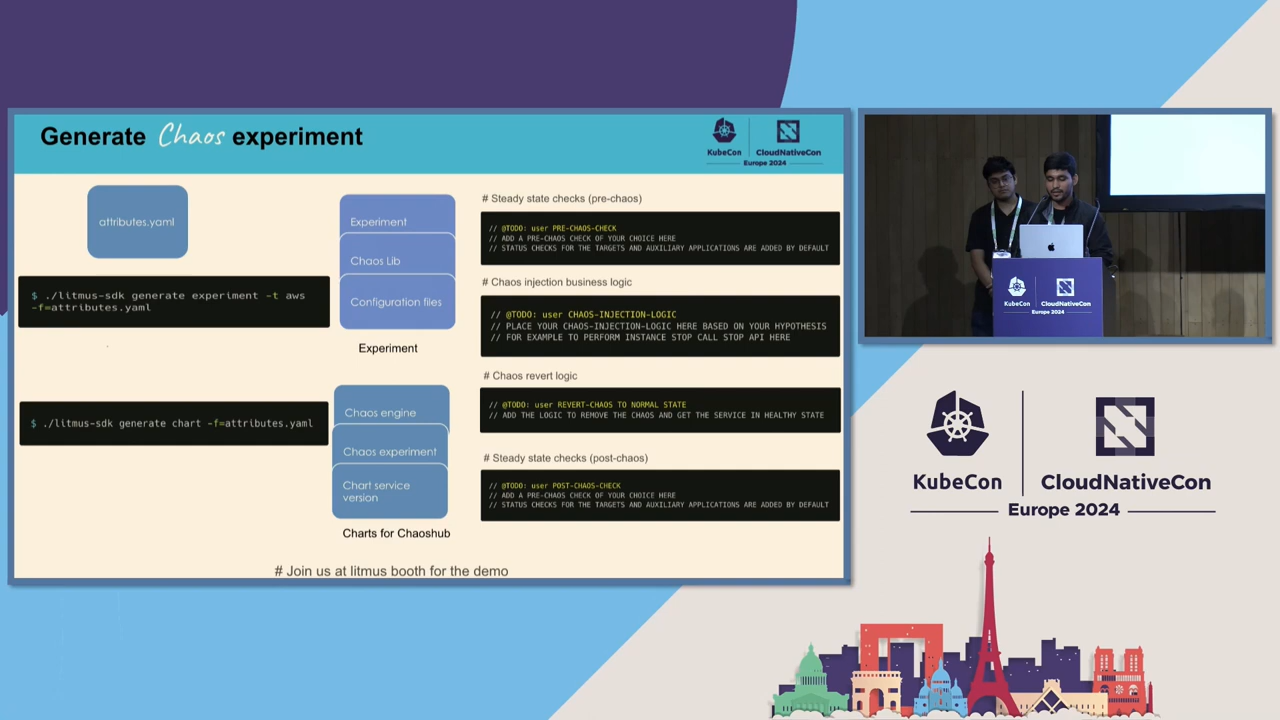 Generate Chaos experiment
KubeCon
CloudNativeCon
Europe 2024
attributes.yaml
$ ./litmus-sdk generate experiment -t aws
-f=attributes.yaml
Experiment
Chaos Lib
Configuration files
Experiment
$ ./litmus-sdk generate chart -f=attributes.yaml
Chaos engine
Chaos experiment
Chart service
version
Charts for Chaoshub
# Steady state checks (pre-chaos)
// @TODO: user PRE-CHAOS-CHECK
// ADD A PRE-CHAOS CHECK OF YOUR CHOICE HERE
// STATUS CHECKS FOR THE TARGETS AND AUXILIARY APPLICATIONS ARE ADDED BY DEFAULT
# Chaos injection business logic
// @TODO: user CHAOS-INJECTION-LOGIC
// PLACE YOUR CHAOS-INJECTION-LOGIC HERE BASED ON YOUR HYPOTHESIS
// FOR EXAMPLE TO PERFORM INSTANCE STOP CALL STOP API HERE
# Chaos revert logic
// @TODO: user REVERT-CHAOS TO NORMAL STATE
// ADD THE LOGIC TO REMOVE THE CHAOS AND GET THE SERVICE IN HEALTHY STATE
# Steady state checks (post-chaos)
// @TODO: user POST-CHAOS-CHECK
// ADD A PRE-CHAOS CHECK OF YOUR CHOICE HERE
// STATUS CHECKS FOR THE TARGETS AND AUXILIARY APPLICATIONS ARE ADDED BY DEFAULT
# Join us at litmus booth for the demo
KubeCon
CloudNativeCon
Europe 2024
KubeCon
CloudNativeCon
Europe 2024